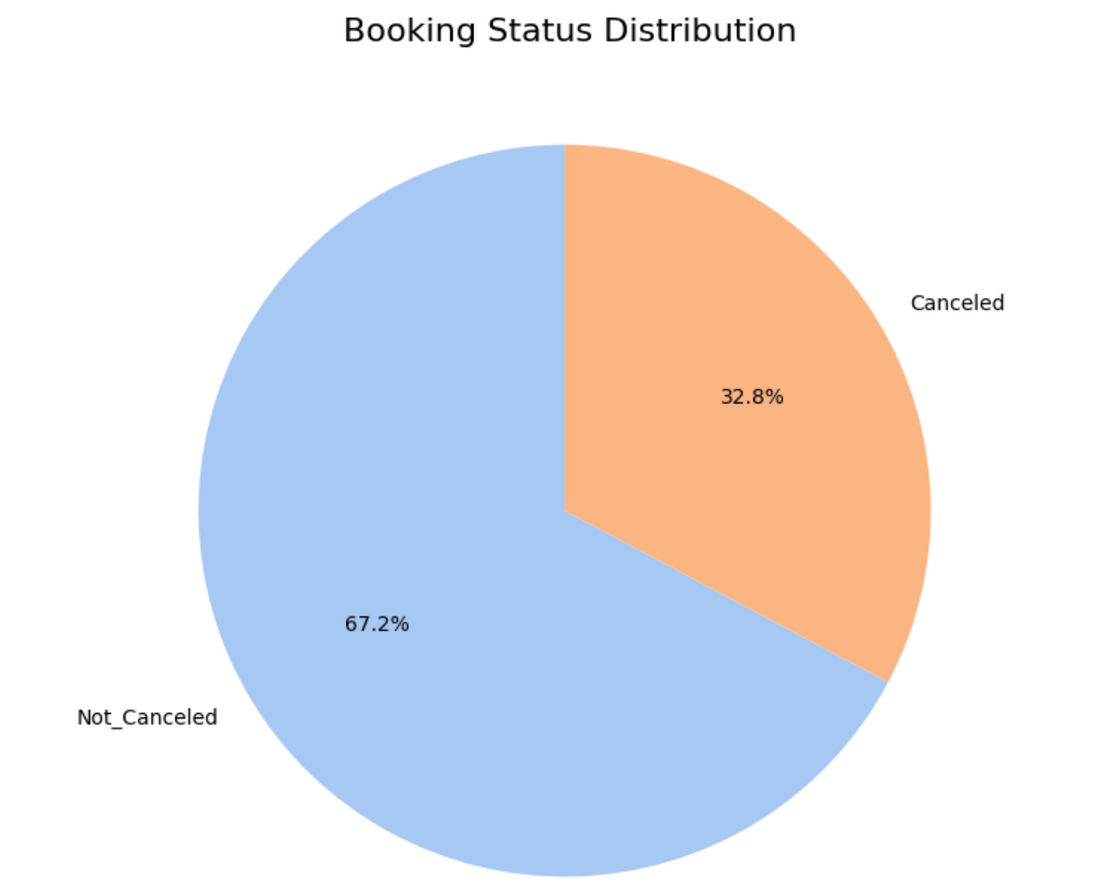 Booking Status Distribution
Canceled
32.8%
67.2%
Not_Canceled